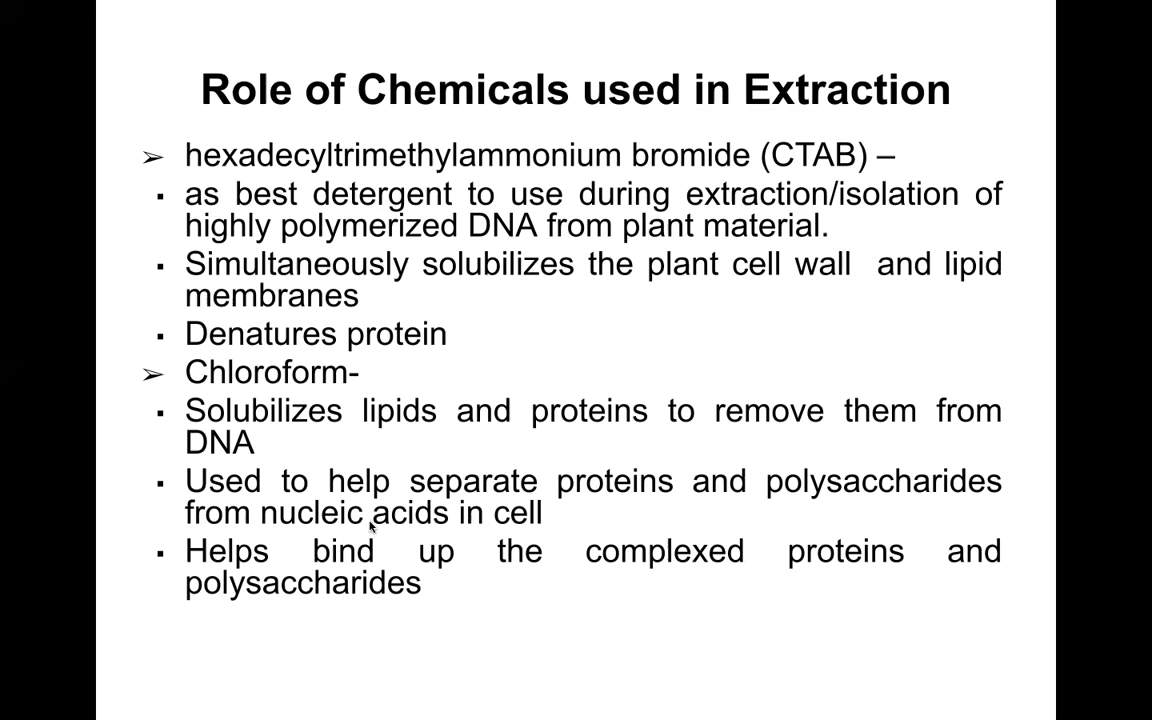 Role of Chemicals used in Extraction
➢ hexadecyltrimethylammonium bromide (CTAB) –
▪ as best detergent to use during extraction/isolation of
highly polymerized DNA from plant material.
▪ Simultaneously solubilizes the plant cell wall and lipid
membranes
▪ Denatures protein
➢ Chloroform-
▪ Solubilizes lipids and proteins to remove them from
DNA
▪ Used to help separate proteins and polysaccharides
from nucleic acids in cell
▪ Helps bind up the complexed proteins and
polysaccharides